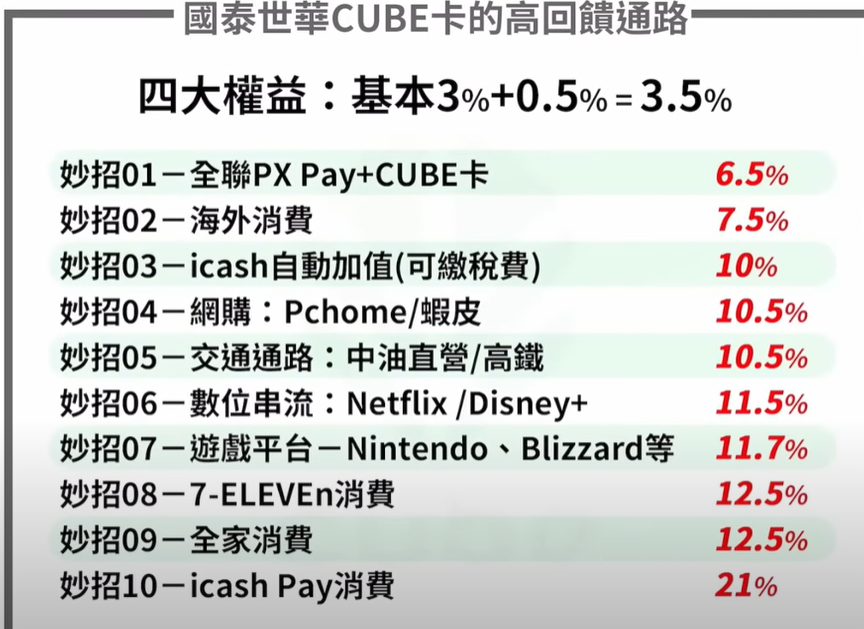 國泰世華CUBE卡的高回饋通路
四大權益：基本3%+0.5% = 3.5%
妙招01－全聯PX Pay+CUBE卡 6.5%
妙招02－海外消費 7.5%
妙招03－icash自動加值(可繳稅費) 10%
妙招04－網購：Pchome/蝦皮 10.5%
妙招05－交通通路：中油直營/高鐵 10.5%
妙招06－數位串流：Netflix /Disney+ 11.5%
妙招07－遊戲平台－Nintendo、Blizzard等 11.7%
妙招08－7-ELEVEn消費 12.5%
妙招09－全家消費 12.5%
妙招10－icash Pay消費 21%